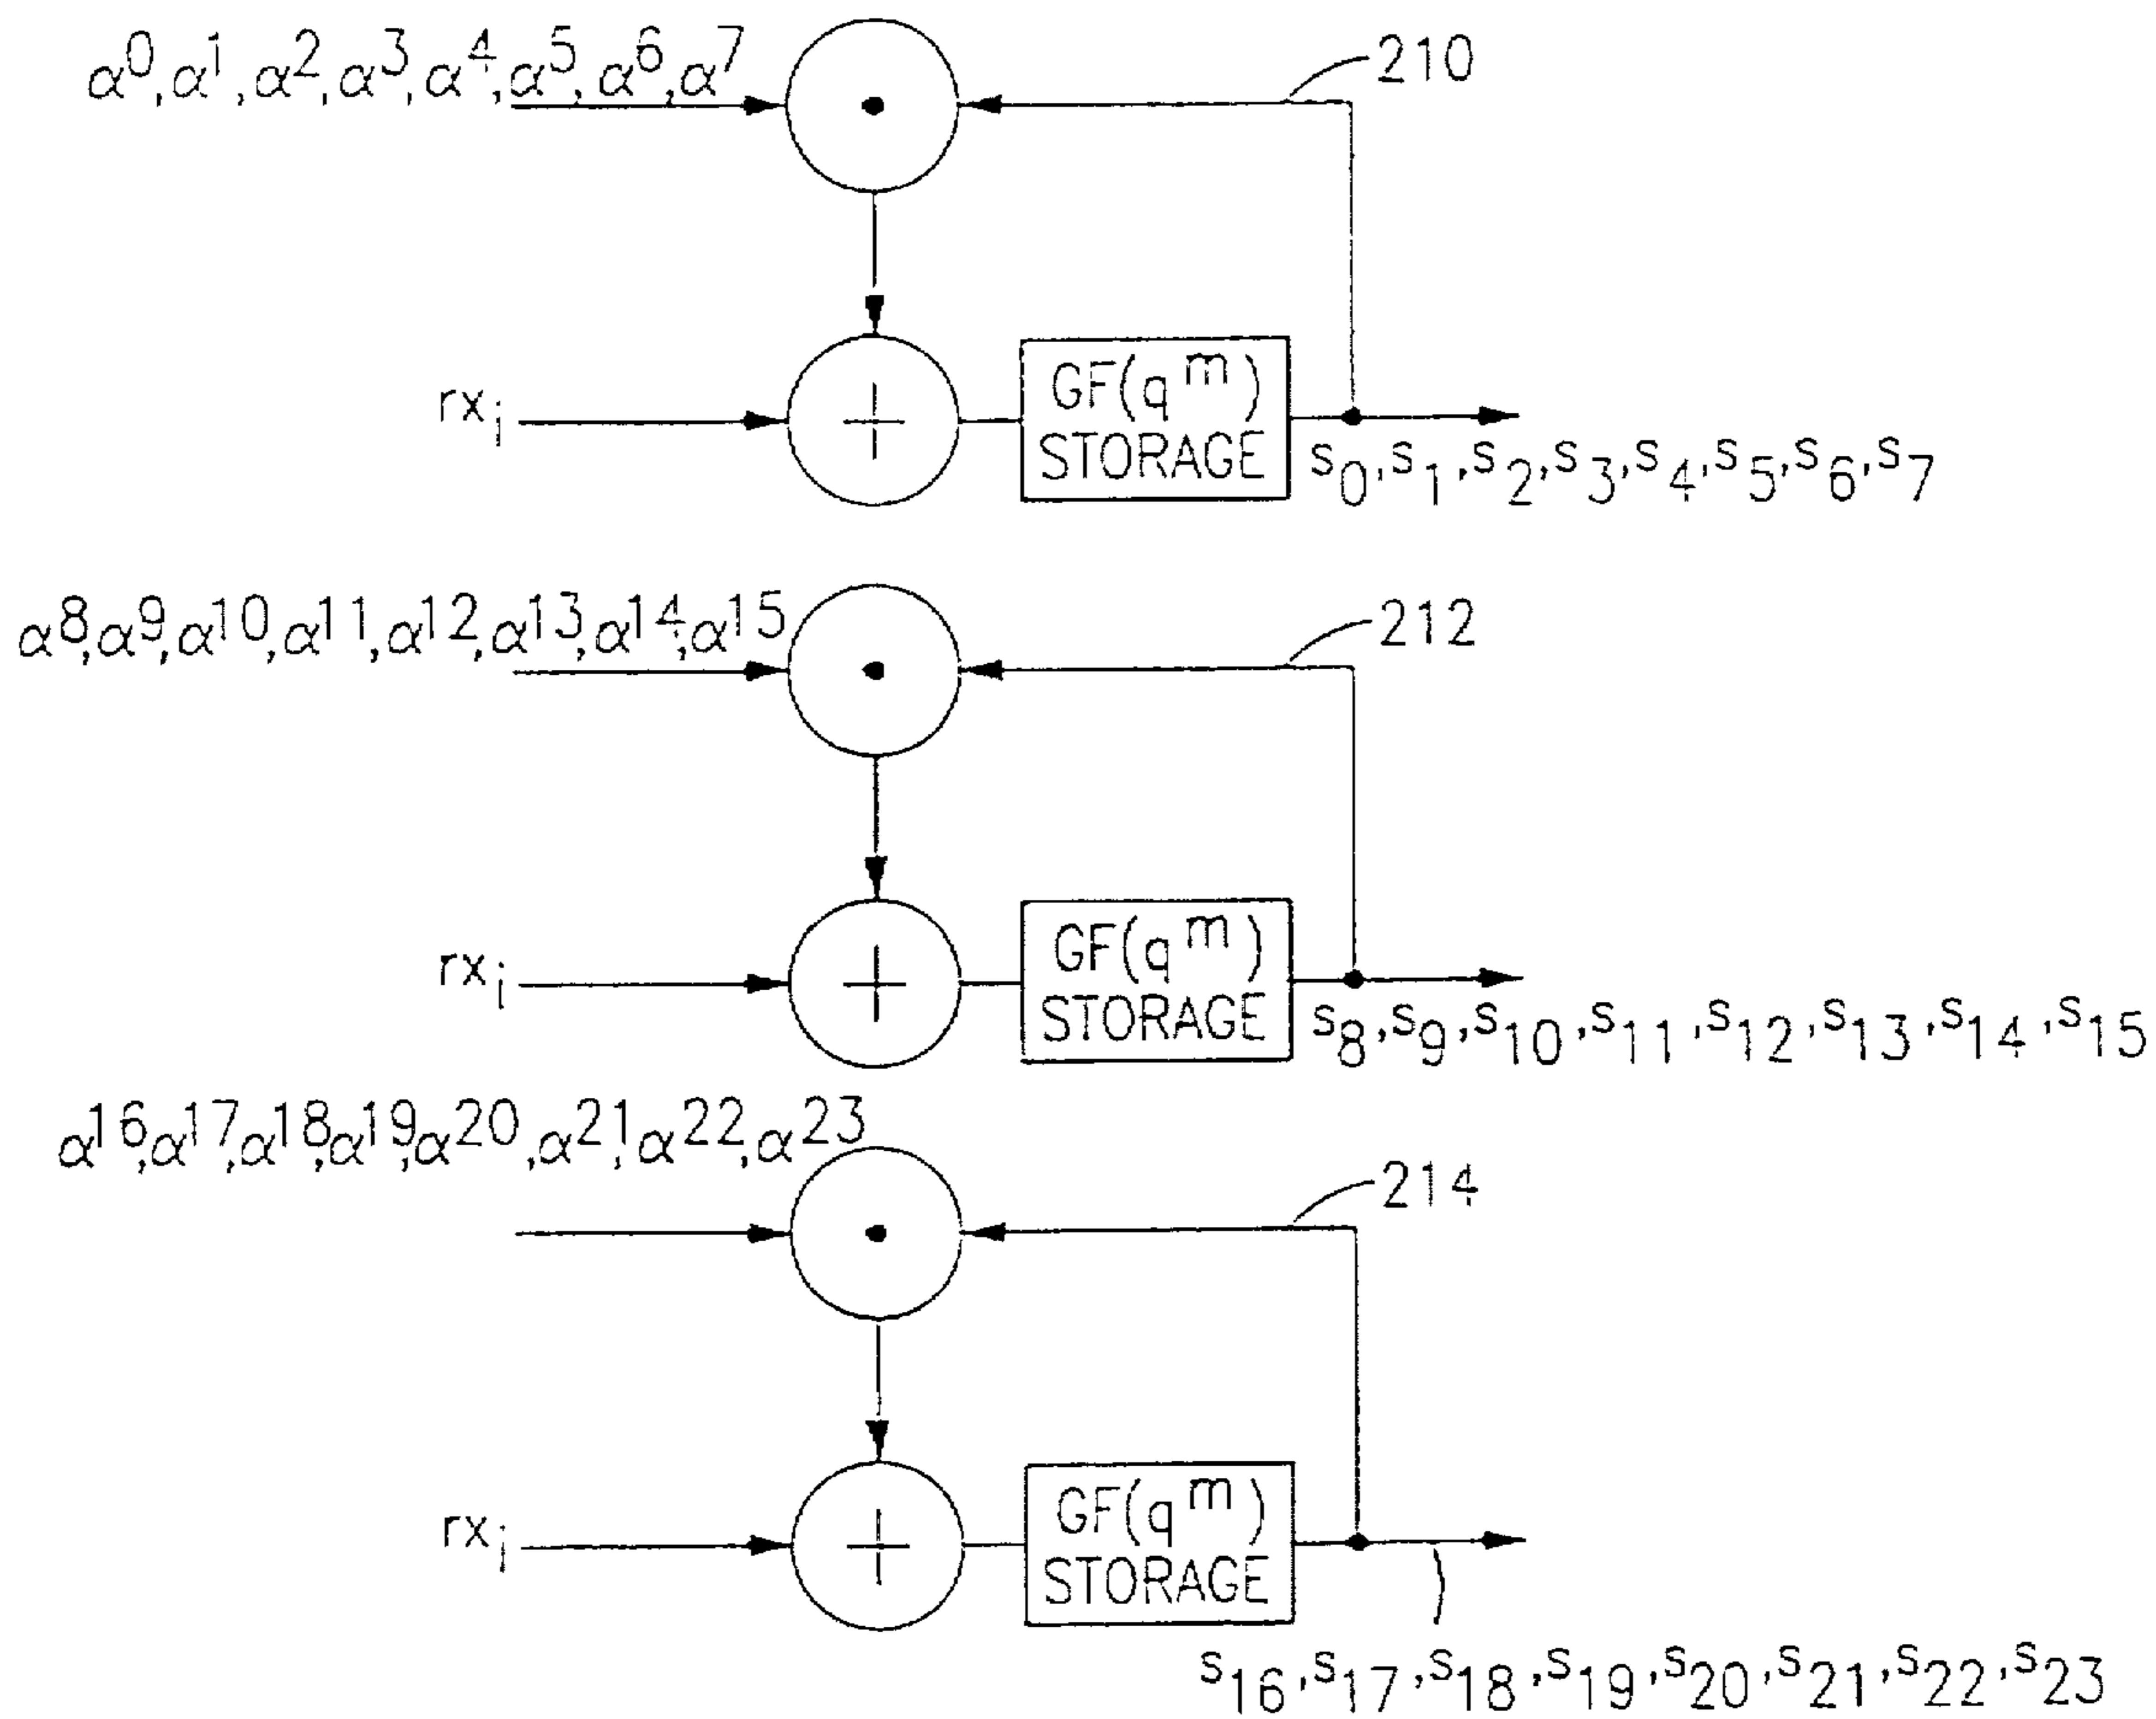 α⁰,α¹,α²,α³,α⁴,α⁵,α⁶,α⁷
210
rxᵢ
GF(qᵐ)
STORAGE
s₀,s₁,s₂,s₃,s₄,s₅,s₆,s₇
α⁸,α⁹,α¹⁰,α¹¹,α¹²,α¹³,α¹⁴,α¹⁵
212
rxᵢ
GF(qᵐ)
STORAGE
s₈,s₉,s₁₀,s₁₁,s₁₂,s₁₃,s₁₄,s₁₅
α¹⁶,α¹⁷,α¹⁸,α¹⁹,α²⁰,α²¹,α²²,α²³
214
rxᵢ
GF(qᵐ)
STORAGE
s₁₆,s₁₇,s₁₈,s₁₉,s₂₀,s₂₁,s₂₂,s₂₃